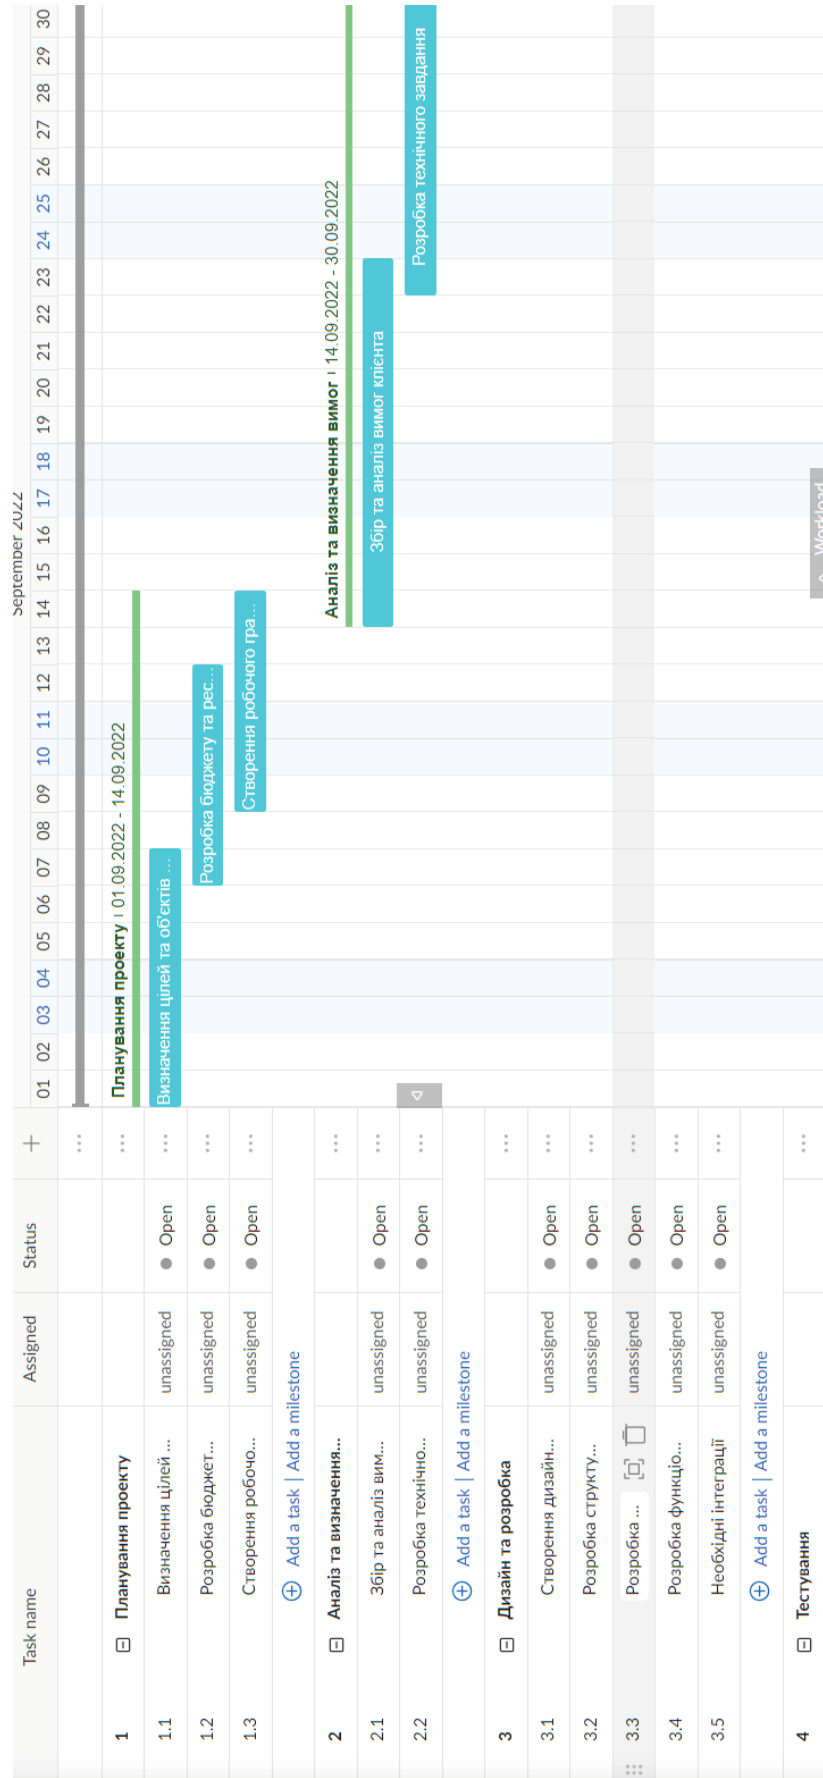 September 2022
Task name Assigned Status 01 02 03 04 05 06 07 08 09 10 11 12 13 14 15 16 17 18 19 20 21 22 23 24 25 26 27 28 29 30
1 Планування проекту Планування проекту 01.09.2022 - 14.09.2022
1.1 Визначення цілей ... unassigned Open Визначення цілей та об'єктів ...
1.2 Розробка бюджет... unassigned Open Розробка бюджету та рес...
1.3 Створення робочо... unassigned Open Створення робочого гра...
Add a task | Add a milestone
2 Аналіз та визначення... Аналіз та визначення вимог 14.09.2022 - 30.09.2022
2.1 Збір та аналіз вим... unassigned Open Збір та аналіз вимог клієнта
2.2 Розробка технічно... unassigned Open Розробка технічного завдання
Add a task | Add a milestone
3 Дизайн та розробка
3.1 Створення дизайн... unassigned Open
3.2 Розробка структу... unassigned Open
3.3 Розробка ... unassigned Open
3.4 Розробка функціо... unassigned Open
3.5 Необхідні інтеграції unassigned Open
Add a task | Add a milestone
4 Тестування
Workload